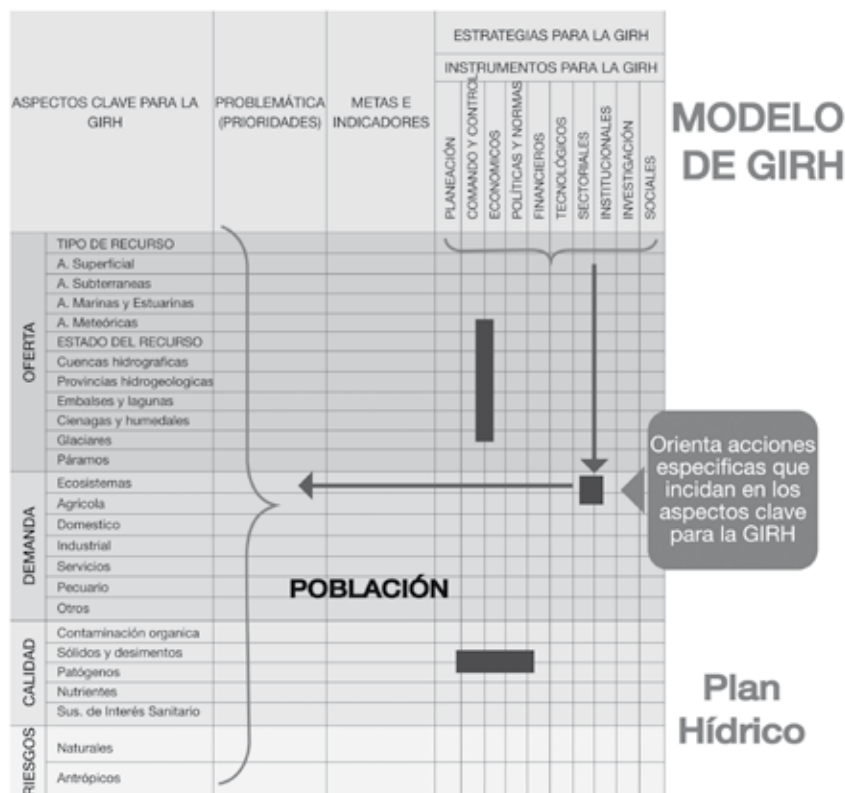 ESTRATEGIAS PARA LA GIRH
INSTRUMENTOS PARA LA GIRH
ASPECTOS CLAVE PARA LA
GIRH
PROBLEMÁTICA
(PRIORIDADES)
METAS E
INDICADORES
PLANEACIÓN
COMANDO Y CONTROL
ECONOMICOS
POLÍTICAS Y NORMAS
FINANCIEROS
TECNOLÓGICOS
SECTORIALES
INSTITUCIONALES
INVESTIGACIÓN
SOCIALES
MODELO
DE GIRH
OFERTA
TIPO DE RECURSO
A. Superficial
A. Subterraneas
A. Marinas y Estuarinas
A. Meteóricas
ESTADO DEL RECURSO
Cuencas hidrograficas
Provincias hidrogeologicas
Embalses y lagunas
Cienagas y humedales
Glaciares
Páramos
DEMANDA
Ecosistemas
Agrícola
Domestico
Industrial
Servicios
Pecuario
Otros
POBLACIÓN
Orienta acciones
especificas que
incidan en los
aspectos clave
para la GIRH
CALIDAD
Contaminación organica
Sólidos y desimentos
Patógenos
Nutrientes
Sus. de Interés Sanitario
RIESGOS
Naturales
Antrópicos
Plan
Hídrico